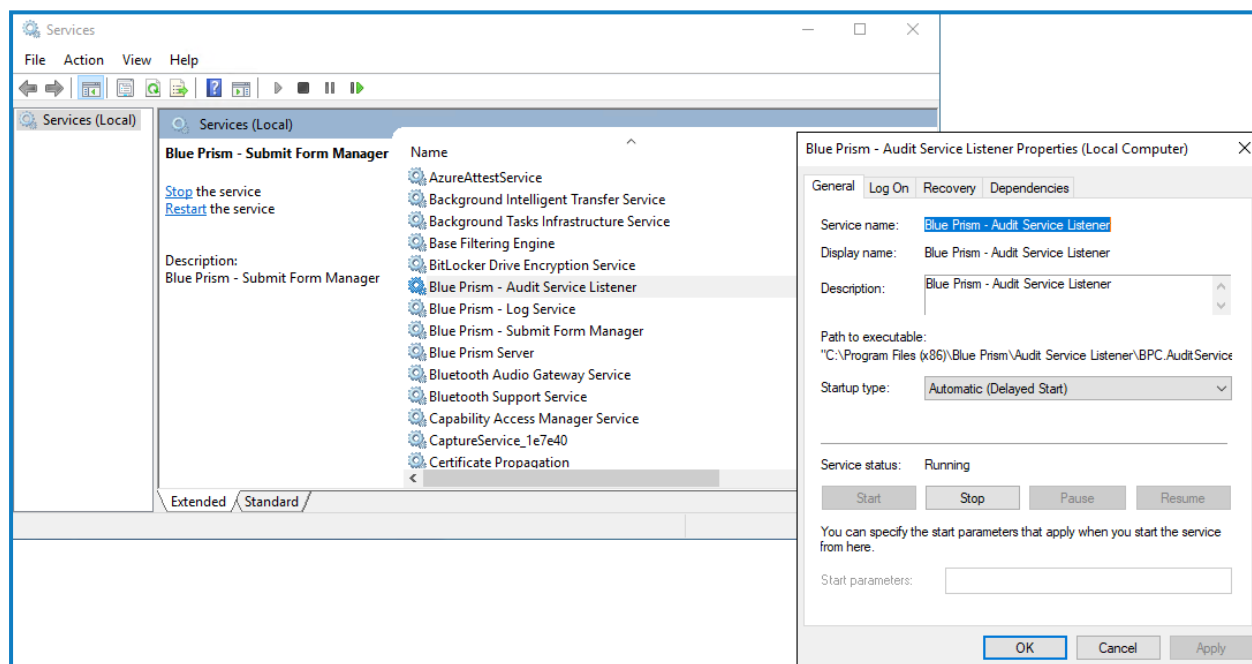 Services
File Action View Help
Services (Local)
Services (Local)
Blue Prism - Submit Form Manager
Stop the service
Restart the service
Description:
Blue Prism - Submit Form Manager
Name
AzureAttestService
Background Intelligent Transfer Service
Background Tasks Infrastructure Service
Base Filtering Engine
BitLocker Drive Encryption Service
Blue Prism - Audit Service Listener
Blue Prism - Log Service
Blue Prism - Submit Form Manager
Blue Prism Server
Bluetooth Audio Gateway Service
Bluetooth Support Service
Capability Access Manager Service
CaptureService_1e7e40
Certificate Propagation
Extended Standard
Blue Prism - Audit Service Listener Properties (Local Computer)
General Log On Recovery Dependencies
Service name: Blue Prism - Audit Service Listener
Display name: Blue Prism - Audit Service Listener
Description: Blue Prism - Audit Service Listener
Path to executable:
"C:\Program Files (x86)\Blue Prism\Audit Service Listener\BPC.AuditService
Startup type: Automatic (Delayed Start)
Service status: Running
Start Stop Pause Resume
You can specify the start parameters that apply when you start the service
from here.
Start parameters:
OK Cancel Apply